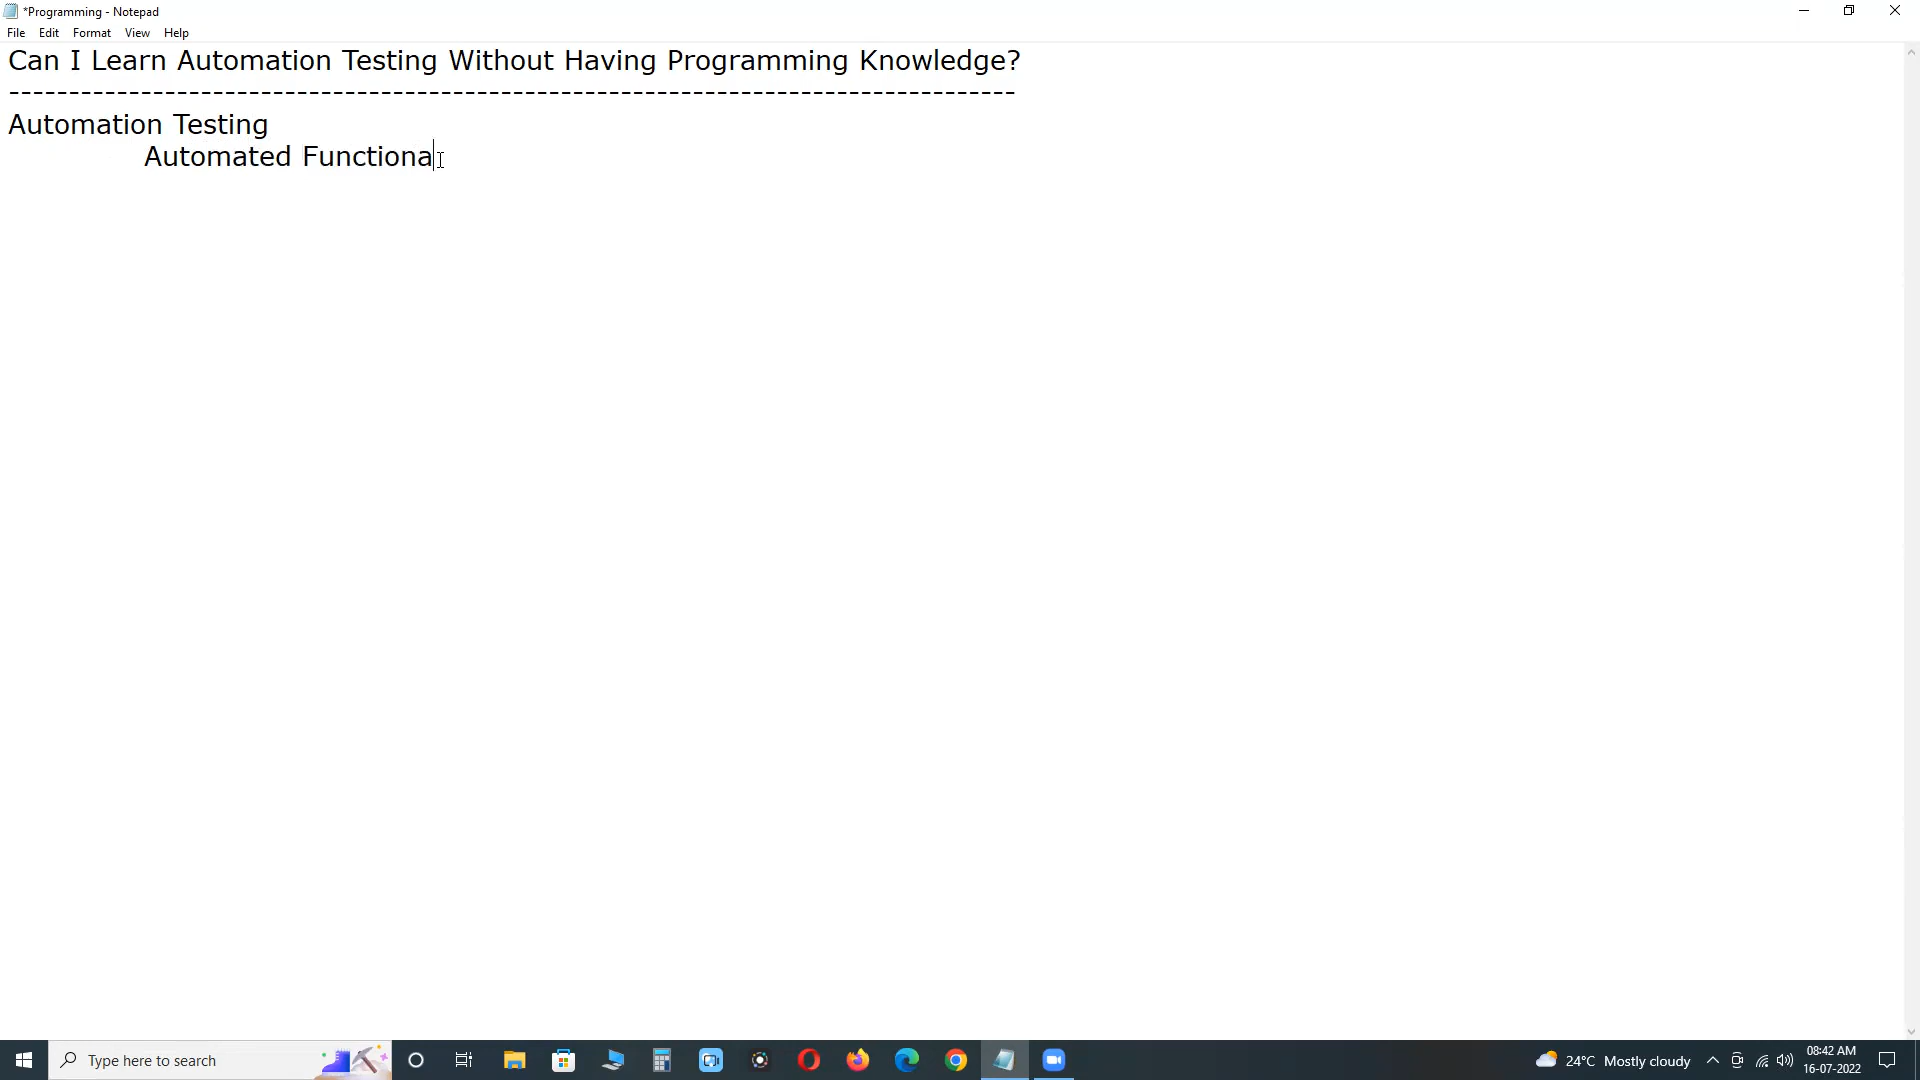 *Programming - Notepad
File Edit Format View Help
Can I Learn Automation Testing Without Having Programming Knowledge?
------------------------------------------------------------------------------------
Automation Testing
Automated Functiona
Type here to search
24°C Mostly cloudy
08:42 AM
16-07-2022